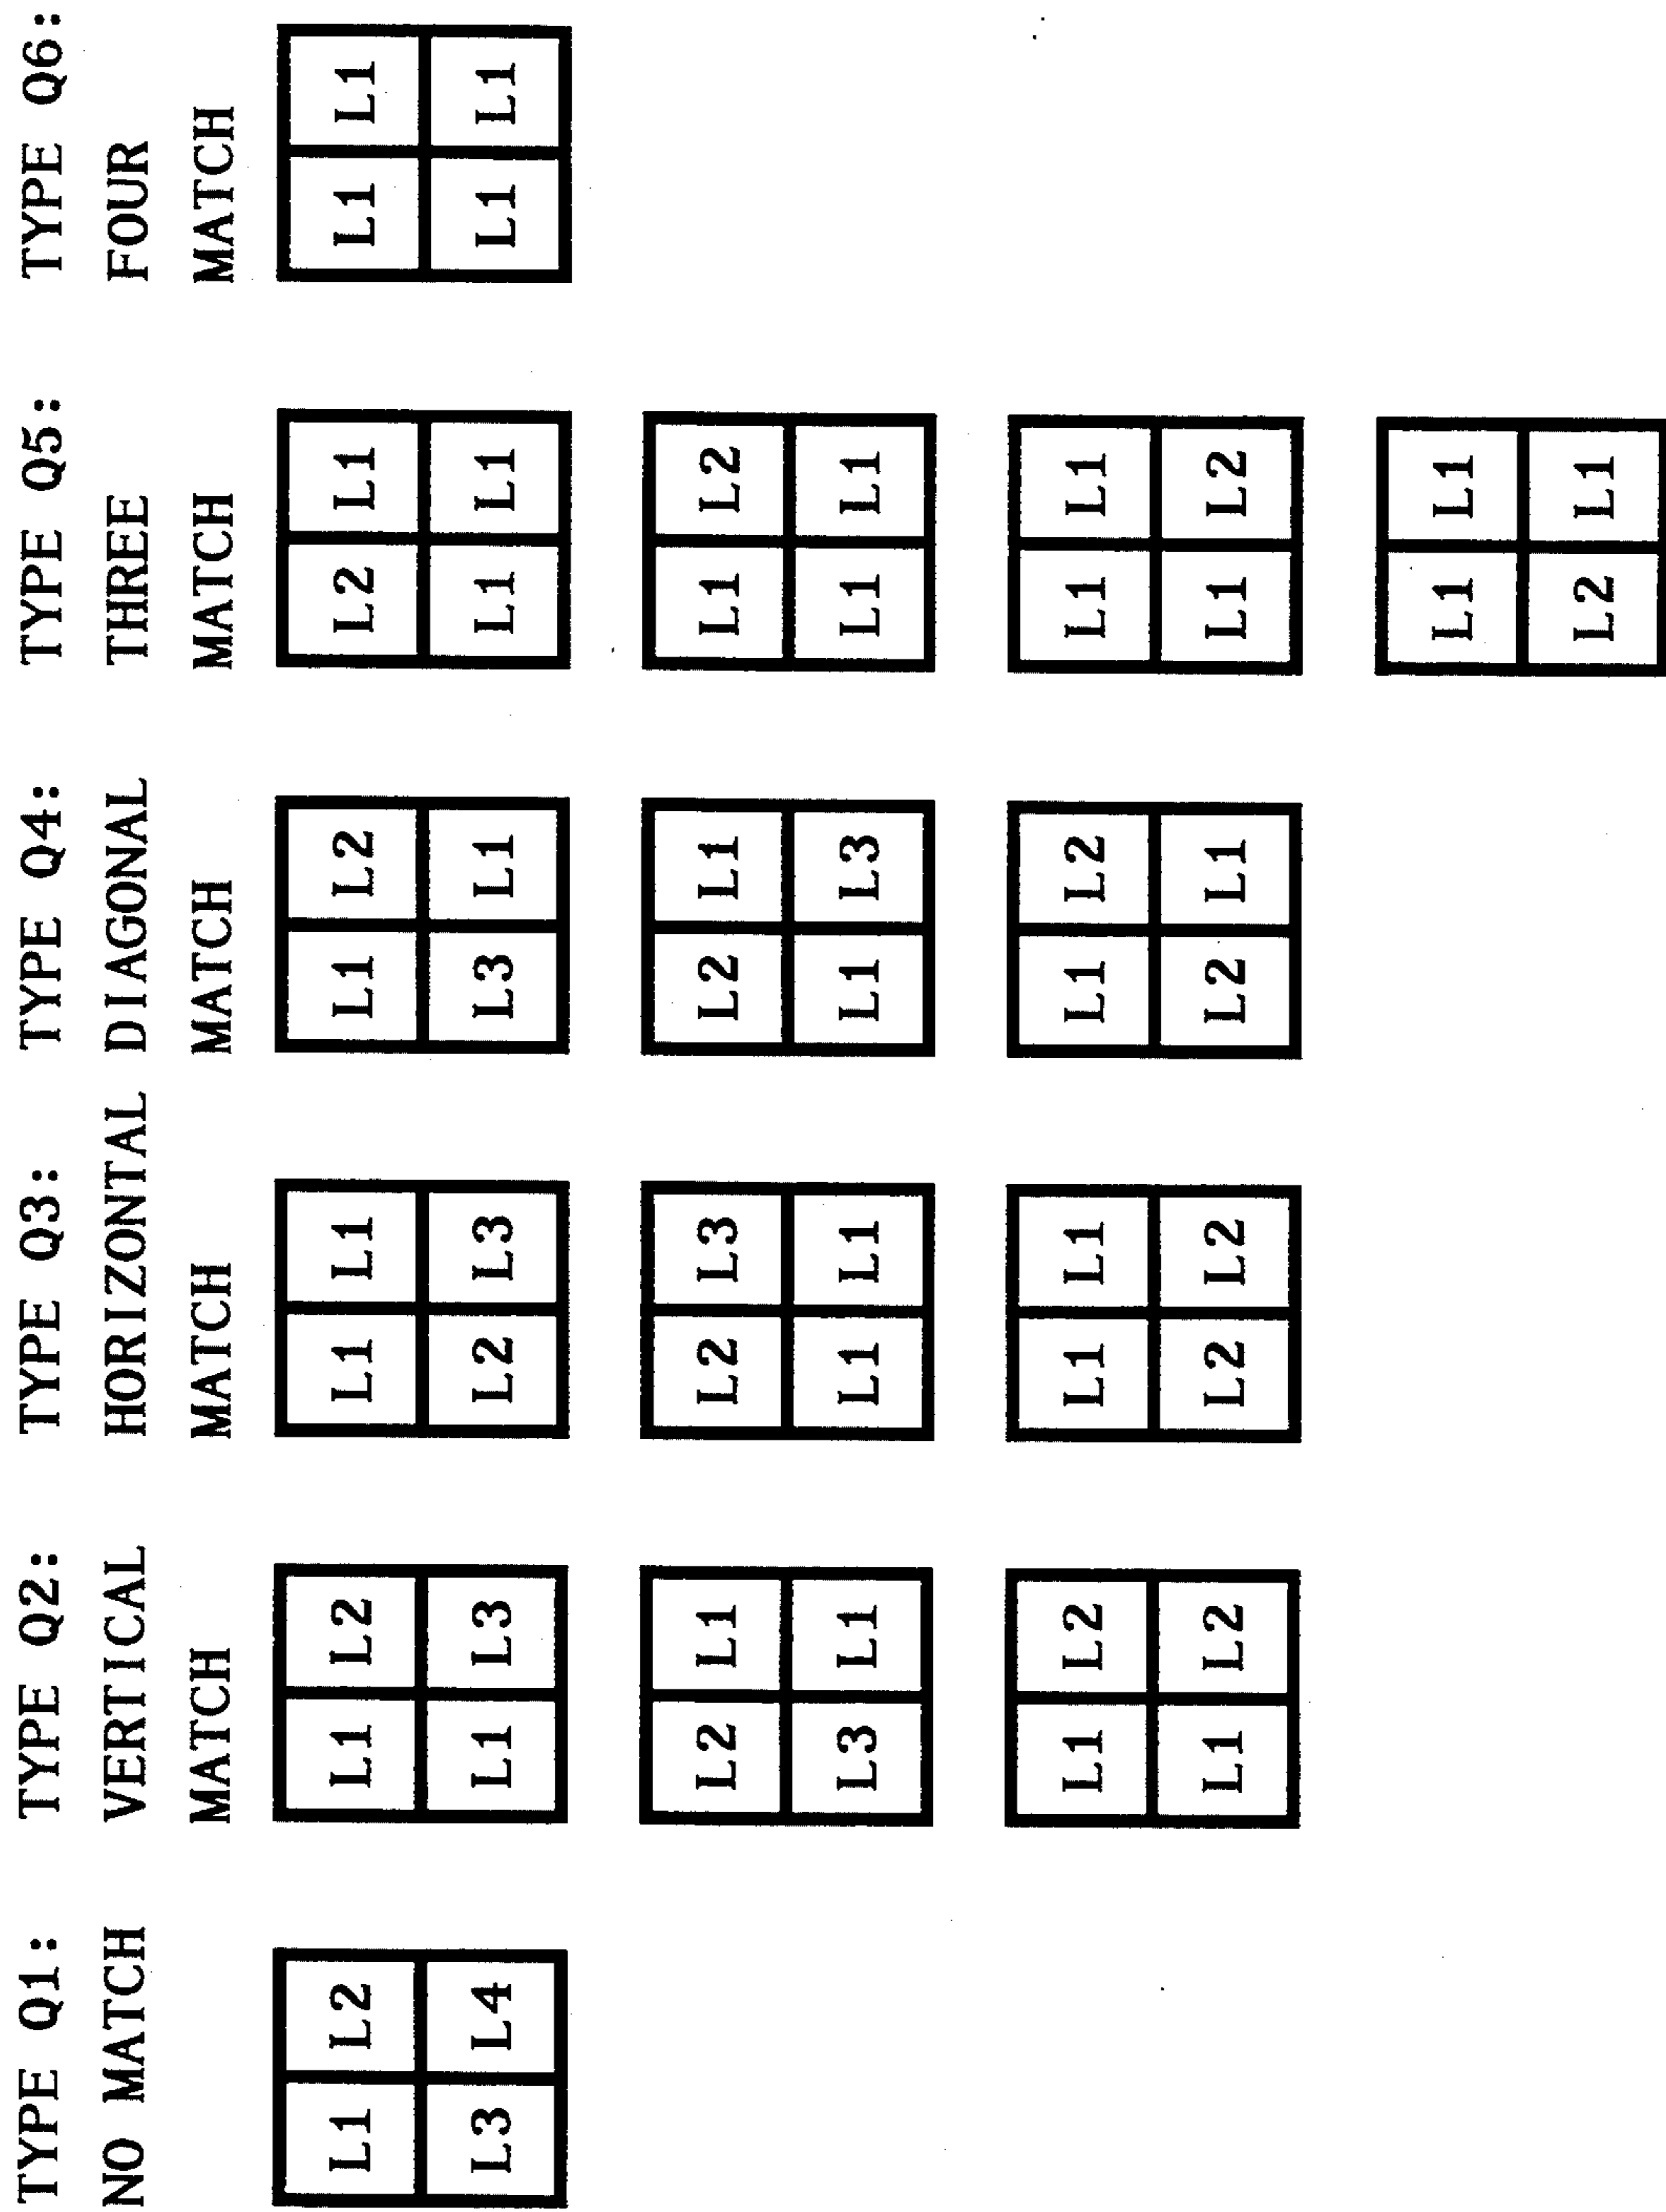 TYPE Q1:
NO MATCH
L1 L2
L3 L4
TYPE Q2:
VERTICAL
MATCH
L1 L2
L1 L3
L2 L1
L3 L1
L1 L2
L1 L2
TYPE Q3:
HORIZONTAL
MATCH
L1 L1
L2 L3
L2 L3
L1 L1
L1 L1
L2 L2
TYPE Q4:
DIAGONAL
MATCH
L1 L2
L3 L1
L2 L1
L1 L3
L1 L2
L2 L1
TYPE Q5:
THREE
MATCH
L2 L1
L1 L1
L1 L2
L1 L1
L1 L1
L1 L2
L1 L1
L2 L1
TYPE Q6:
FOUR
MATCH
L1 L1
L1 L1